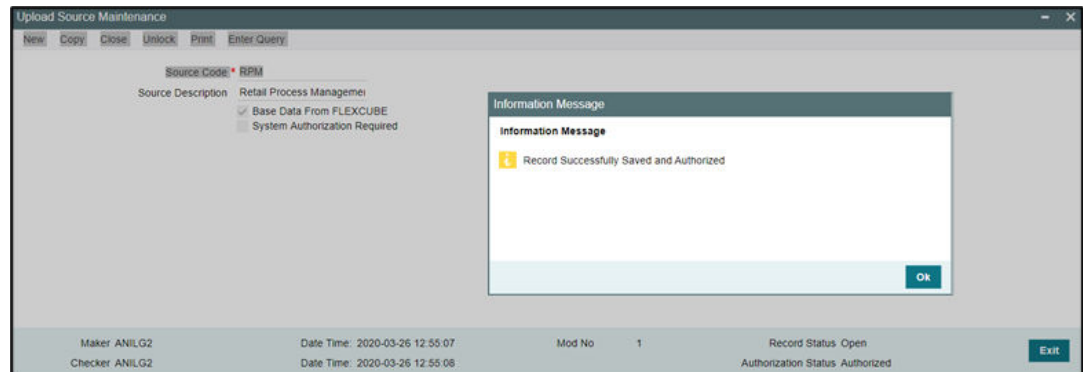 Upload Source Maintenance
New Copy Close Unlock Print Enter Query
Source Code * RPM
Source Description Retail Process Managemei
Base Data From FLEXCUBE
System Authorization Required
Information Message
Information Message
Record Successfully Saved and Authorized
Ok
Maker ANILG2 Date Time: 2020-03-26 12:55:07 Mod No 1 Record Status Open
Checker ANILG2 Date Time: 2020-03-26 12:55:08 Authorization Status Authorized
Exit